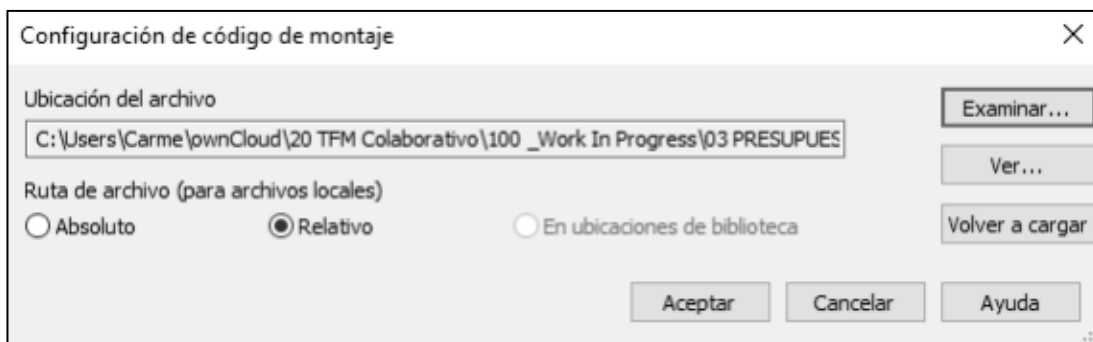 Configuración de código de montaje
Ubicación del archivo
Examinar...
C:\Users\Carme\ownCloud\20 TFM Colaborativo\100 _Work In Progress\03 PRESUPUES
Ver...
Ruta de archivo (para archivos locales)
Absoluto Relativo En ubicaciones de biblioteca
Volver a cargar
Aceptar Cancelar Ayuda